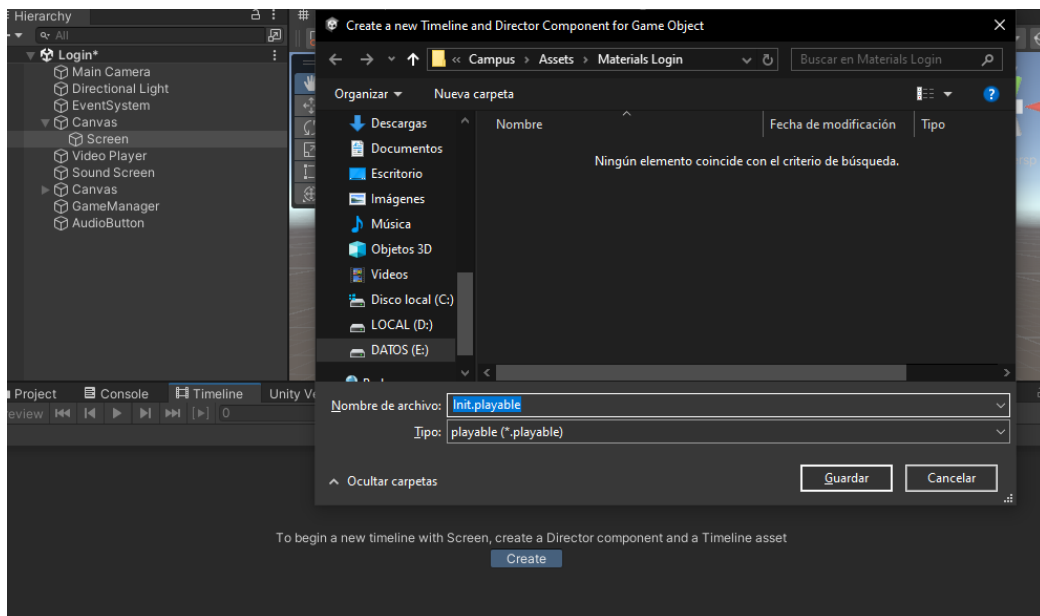 Hierarchy
All
Login*
Main Camera
Directional Light
EventSystem
Canvas
Screen
Video Player
Sound Screen
Canvas
GameManager
AudioButton
Create a new Timeline and Director Component for Game Object
« Campus › Assets › Materials Login
Buscar en Materials Login
Organizar
Nueva carpeta
Descargas
Documentos
Escritorio
Imágenes
Música
Objetos 3D
Videos
Disco local (C:)
LOCAL (D:)
DATOS (E:)
Nombre
Fecha de modificación
Tipo
Ningún elemento coincide con el criterio de búsqueda.
Nombre de archivo: Init.playable
Tipo: playable (*.playable)
Ocultar carpetas
Guardar
Cancelar
Project
Console
Timeline
Unity
0
To begin a new timeline with Screen, create a Director component and a Timeline asset
Create